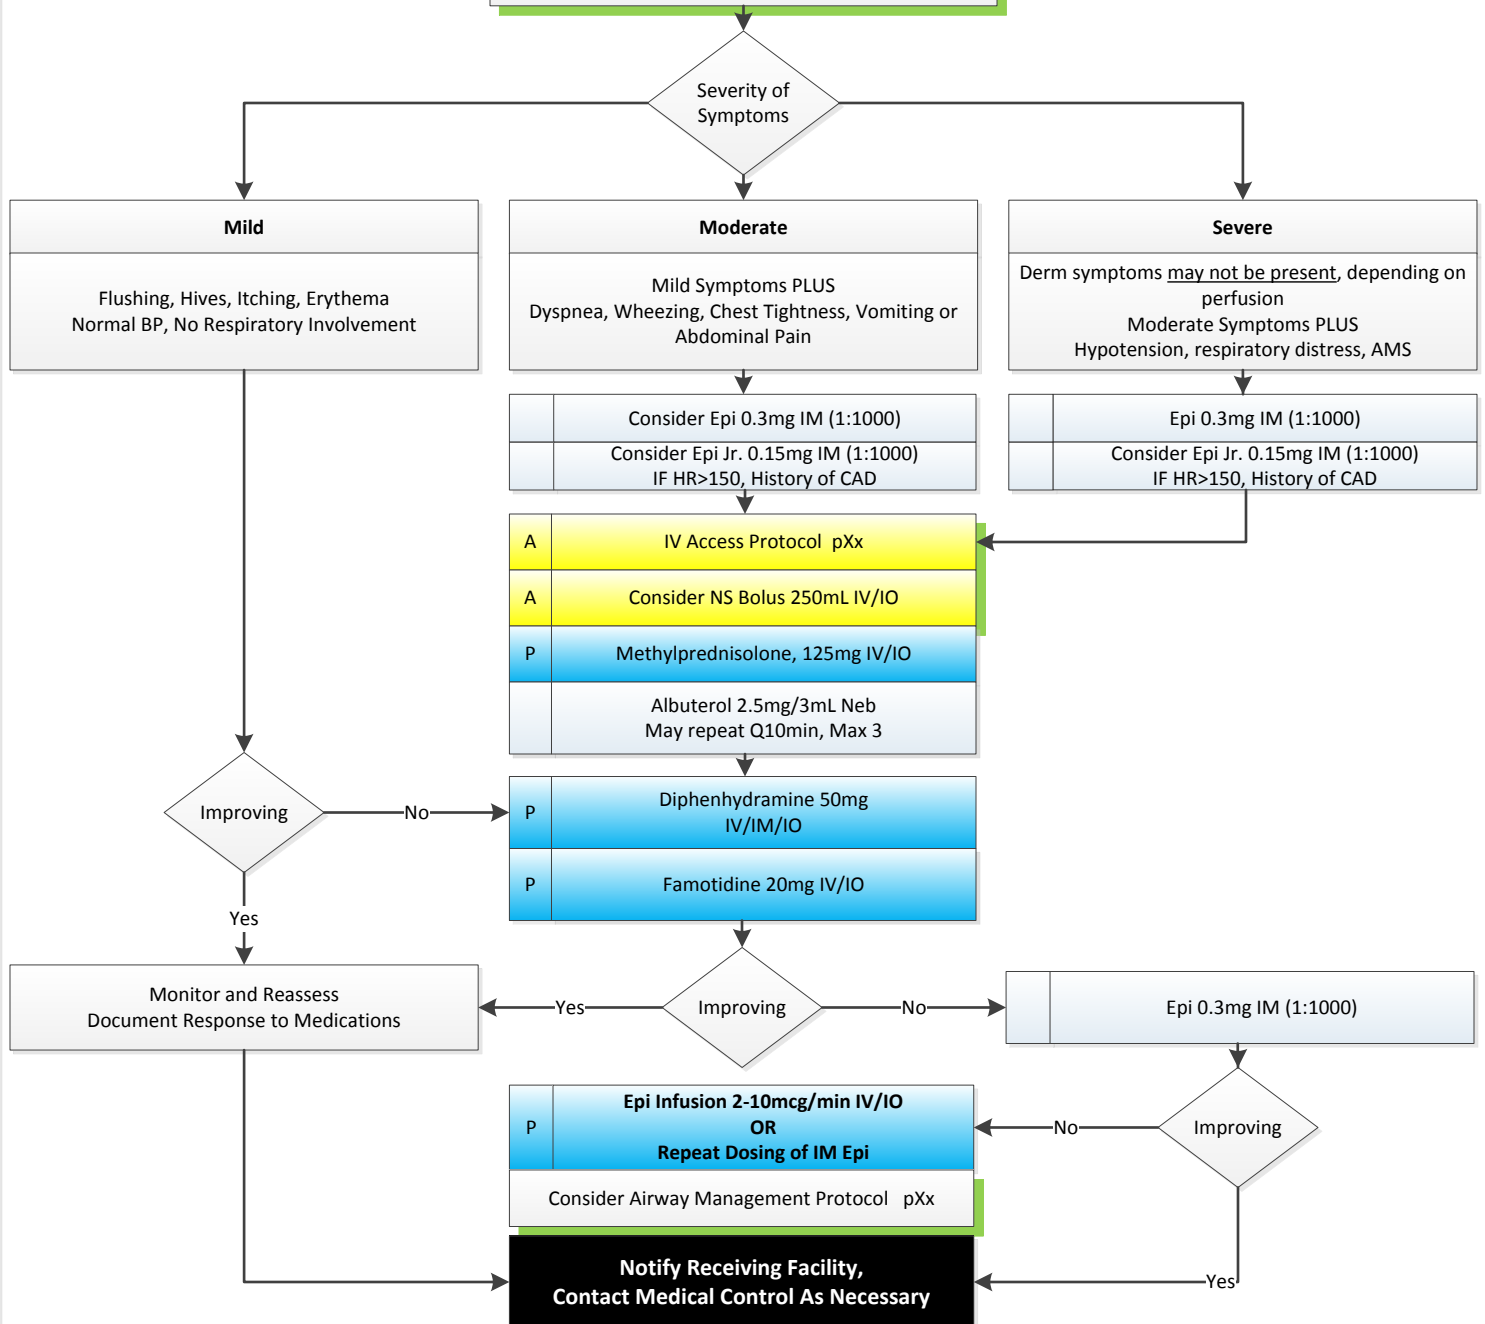 Severity of
Symptoms
Mild
Flushing, Hives, Itching, Erythema
Normal BP, No Respiratory Involvement
Moderate
Mild Symptoms PLUS
Dyspnea, Wheezing, Chest Tightness, Vomiting or
Abdominal Pain
Severe
Derm symptoms may not be present, depending on
perfusion
Moderate Symptoms PLUS
Hypotension, respiratory distress, AMS
Consider Epi 0.3mg IM (1:1000)
Consider Epi Jr. 0.15mg IM (1:1000)
IF HR>150, History of CAD
Epi 0.3mg IM (1:1000)
Consider Epi Jr. 0.15mg IM (1:1000)
IF HR>150, History of CAD
A IV Access Protocol pXx
A Consider NS Bolus 250mL IV/IO
P Methylprednisolone, 125mg IV/IO
Albuterol 2.5mg/3mL Neb
May repeat Q10min, Max 3
Improving
No
P Diphenhydramine 50mg
IV/IM/IO
P Famotidine 20mg IV/IO
Yes
Monitor and Reassess
Document Response to Medications
Yes
Improving
No
Epi 0.3mg IM (1:1000)
P Epi Infusion 2-10mcg/min IV/IO
OR
Repeat Dosing of IM Epi
No
Improving
Consider Airway Management Protocol pXx
Yes
Notify Receiving Facility,
Contact Medical Control As Necessary